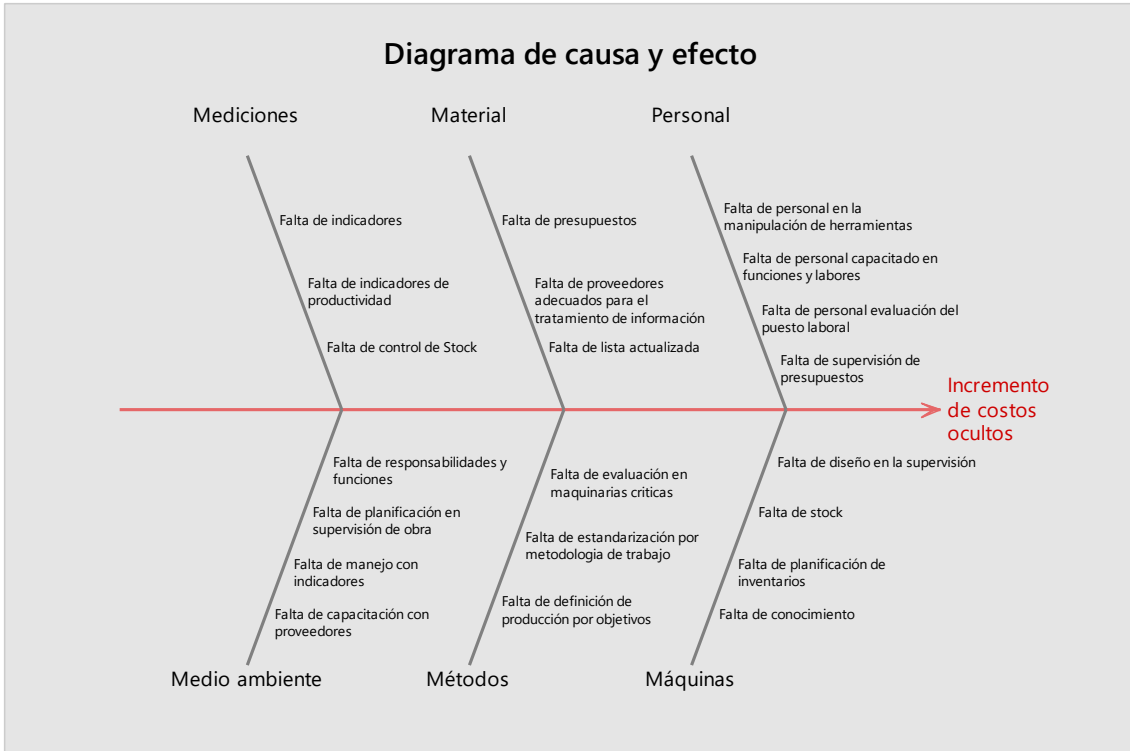 Diagrama de causa y efecto
Mediciones
Material
Personal
Falta de indicadores
Falta de indicadores de
productividad
Falta de control de Stock
Falta de presupuestos
Falta de proveedores
adecuados para el
tratamiento de información
Falta de lista actualizada
Falta de personal en la
manipulación de herramientas
Falta de personal capacitado en
funciones y labores
Falta de personal evaluación del
puesto laboral
Falta de supervisión de
presupuestos
Incremento
de costos
ocultos
Falta de responsabilidades y
funciones
Falta de planificación en
supervisión de obra
Falta de manejo con
indicadores
Falta de capacitación con
proveedores
Falta de evaluación en
maquinarias criticas
Falta de estandarización por
metodologia de trabajo
Falta de definición de
producción por objetivos
Falta de diseño en la supervisión
Falta de stock
Falta de planificación de
inventarios
Falta de conocimiento
Medio ambiente
Métodos
Máquinas